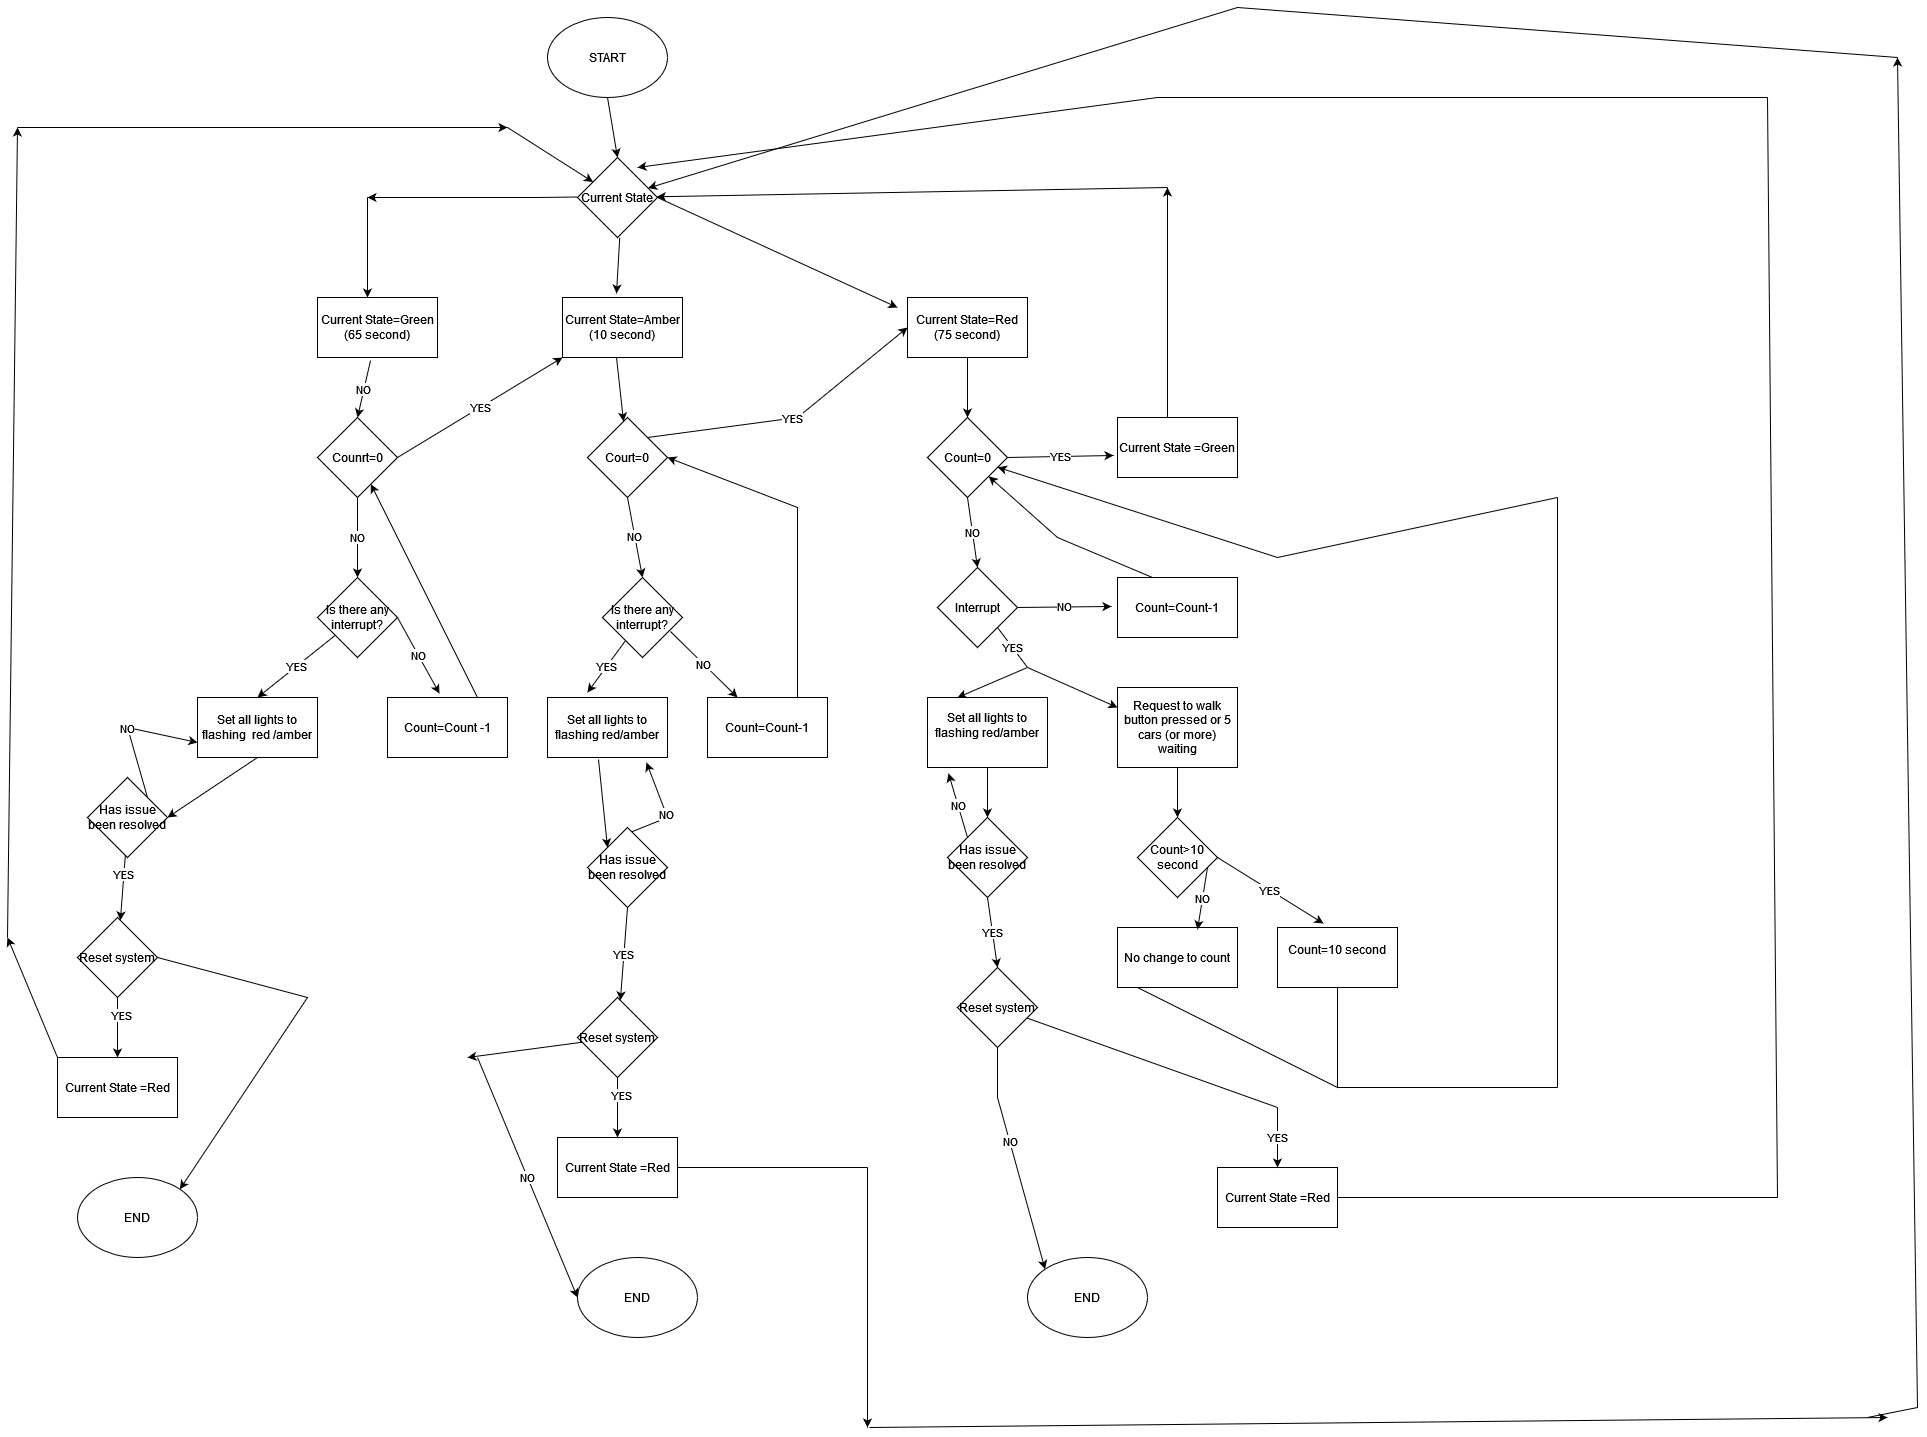 START
Current State
Current State=Green
(65 second)
Current State=Amber
(10 second)
Current State=Red
(75 second)
NO
YES
YES
Counrt=0
Court=0
Count=0
YES
Current State =Green
NO
NO
NO
Is there any
interrupt?
Is there any
interrupt?
Interrupt
NO
Count=Count-1
YES
NO
YES
NO
YES
Set all lights to
flashing  red /amber
Count=Count -1
Set all lights to
flashing red/amber
Count=Count-1
Set all lights to
flashing red/amber
Request to walk
button pressed or 5
cars (or more)
waiting
NO
NO
NO
Has issue
been resolved
Has issue
been resolved
Has issue
been resolved
Count>10
second
YES
NO
YES
YES
YES
Reset system
No change to count
Count=10 second
YES
Reset system
Reset system
Current State =Red
YES
NO
YES
NO
Current State =Red
Current State =Red
END
END
END